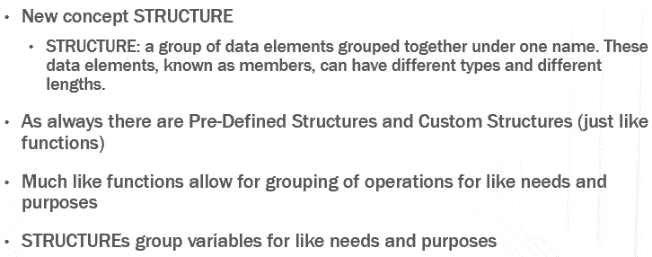 • New concept STRUCTURE
• STRUCTURE: a group of data elements grouped together under one name. These
data elements, known as members, can have different types and different
lengths.
• As always there are Pre-Defined Structures and Custom Structures (just like
functions)
• Much like functions allow for grouping of operations for like needs and
purposes
• STRUCTUREs group variables for like needs and purposes